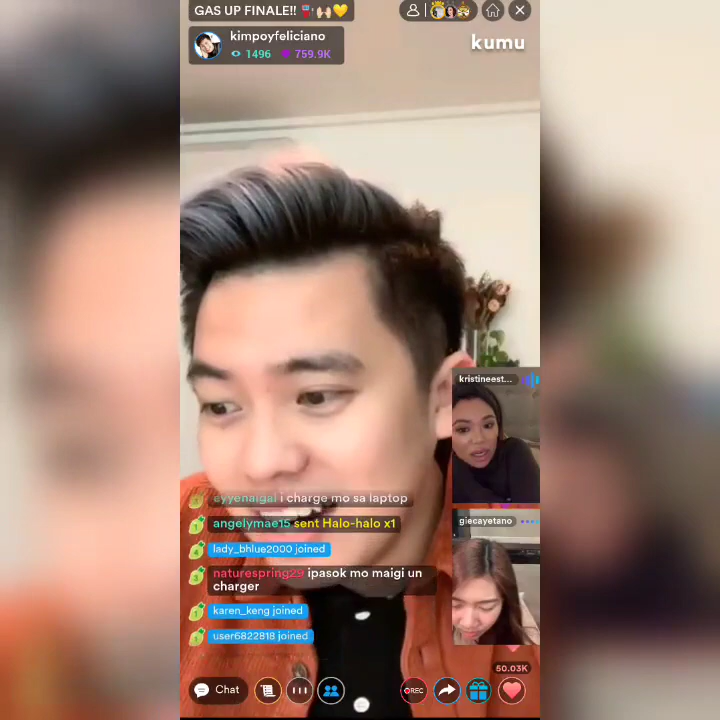 GAS UP FINALE!!
kimpoyfeliciano
1496 759.9K
kumu
kristineest...
giecayetano
eyyenaigai i charge mo sa laptop
angelymae15 sent Halo-halo x1
lady_bhlue2000 joined
naturespring29 ipasok mo maigi un
charger
karen_keng joined
user6822818 joined
50.03K
Chat
REC